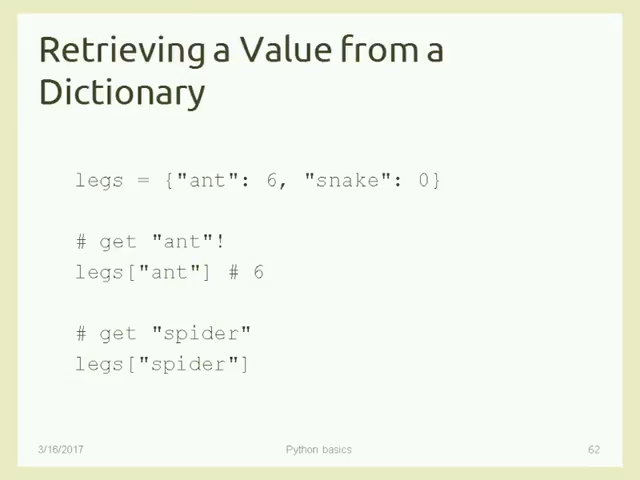 Retrieving a Value from a
Dictionary
legs = {"ant": 6, "snake": 0}
# get "ant"!
legs["ant"] # 6
# get "spider"
legs["spider"]
3/16/2017 Python basics 62